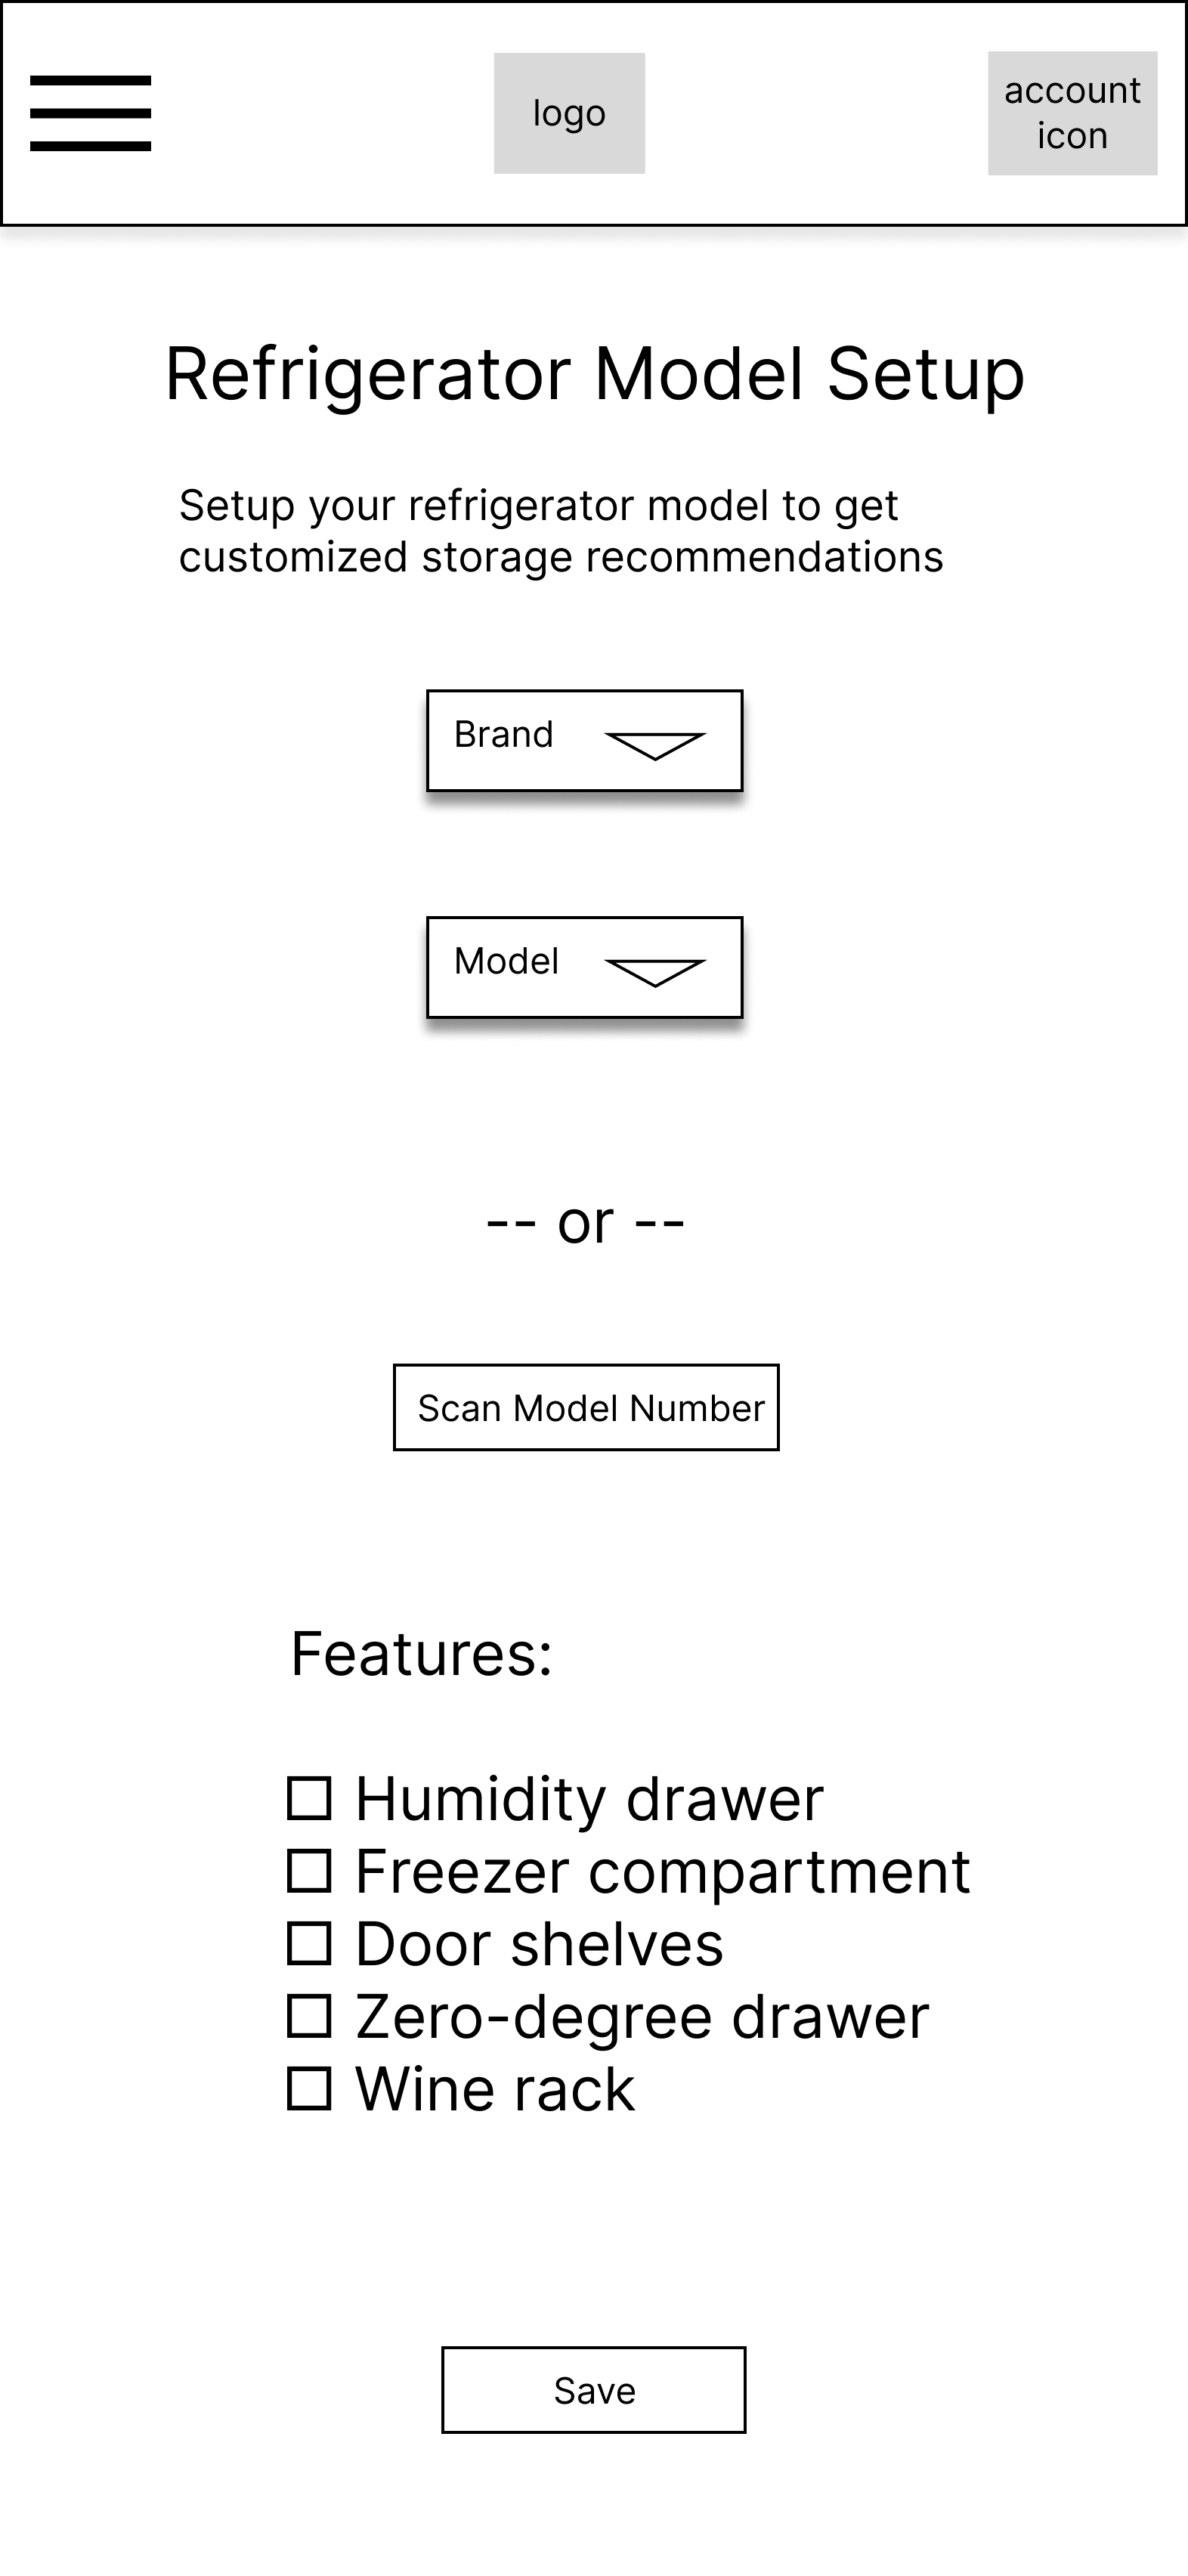 logo
account
icon
Refrigerator Model Setup
Setup your refrigerator model to get
customized storage recommendations
Brand
Model
-- or --
Scan Model Number
Features:
Humidity drawer
Freezer compartment
Door shelves
Zero-degree drawer
Wine rack
Save